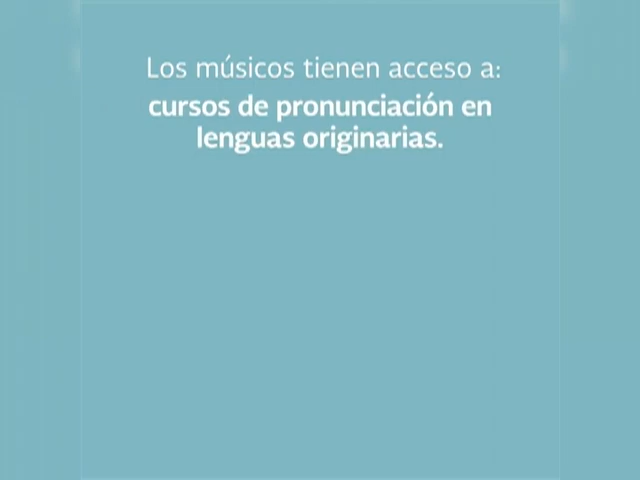 Los músicos tienen acceso a:
cursos de pronunciación en
lenguas originarias.